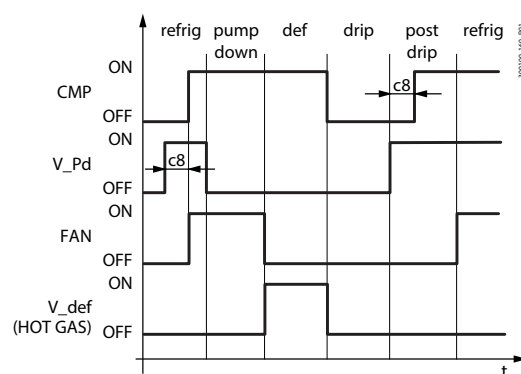 refrig pump down def drip post drip refrig
ON
CMP
OFF
c8
ON
V_Pd
c8
OFF
ON
FAN
OFF
ON
V_def
(HOT GAS)
OFF
t